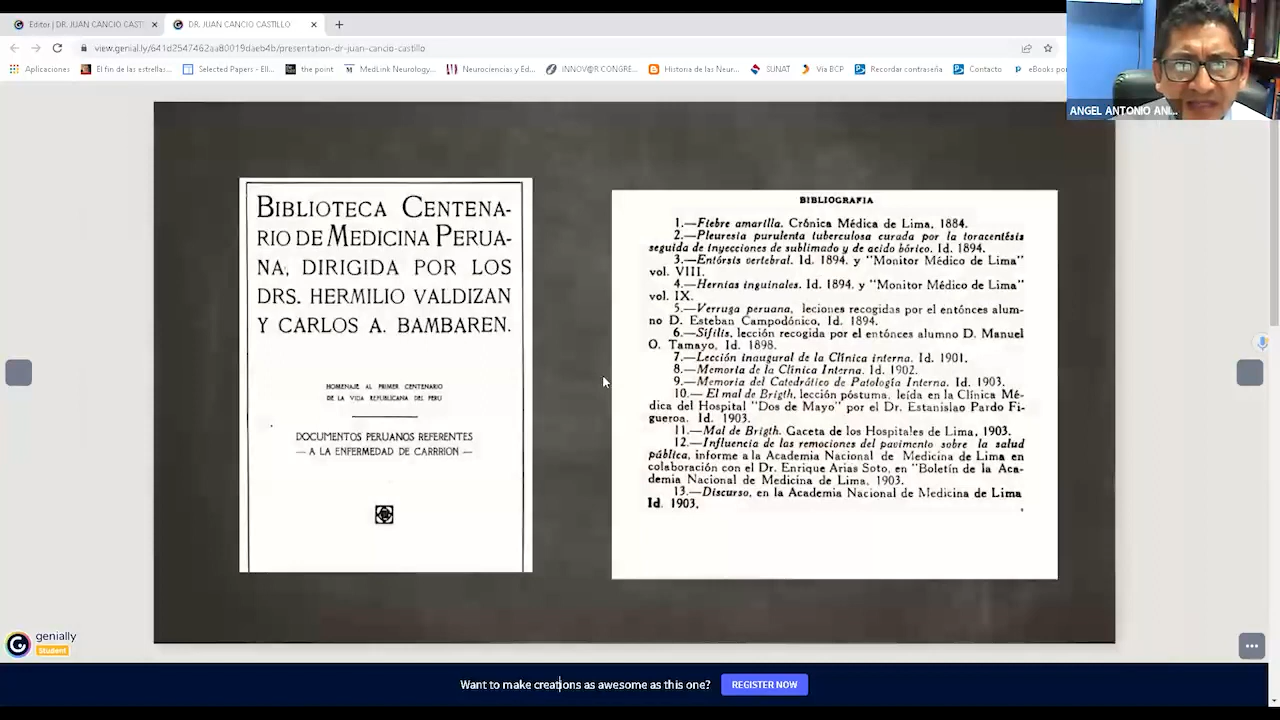 Editor | DR. JUAN CANCIO CAST
DR. JUAN CANCIO CASTILLO
view.genial.ly/641d2547462aa80019daeb4b/presentation-dr-juan-cancio-castillo
Aplicaciones
El fin de las estrellas...
Selected Papers - Ell...
the point
MedLink Neurology...
Neurociencias y Ed...
INNOV@R CONGRE...
Historia de las Neur...
SUNAT
Vía BCP
Recordar contraseña
Contacto
eBooks po
ANGEL ANTONIO ANI...
BIBLIOTECA CENTENA-
RIO DE MEDICINA PERUA-
NA, DIRIGIDA POR LOS
DRS. HERMILIO VALDIZAN
Y CARLOS A. BAMBAREN.
HOMENAJE AL PRIMER CENTENARIO
DE LA VIDA REPUBLICANA DEL PERU
DOCUMENTOS PERUANOS REFERENTES
— A LA ENFERMEDAD DE CARRRION —
BIBLIOGRAFIA
1.—Fiebre amarilla. Crónica Médica de Lima, 1884.
2.—Pleuresía purulenta tuberculosa curada por la toracentésis
seguida de inyecciones de sublimado y de acido bórico. Id. 1894.
3.—Entórsis vertebral. Id. 1894. y "Monitor Médico de Lima"
vol. VIII.
4.—Hernias inguinales. Id. 1894. y "Monitor Médico de Lima"
vol. IX.
5.—Verruga peruana, leciones recogidas por el entónces alum-
no D. Esteban Campodónico, Id. 1894.
6.—Sífilis, lección recogida por el entónces alumno D. Manuel
O. Tamayo, Id. 1898.
7.—Lección inaugural de la Clínica interna. Id. 1901.
8.—Memoria de la Clínica Interna. Id. 1902.
9.—Memoria del Catedrático de Patología Interna. Id. 1903.
10.— El mal de Brigth, lección póstuma, leída en la Clínica Mé-
dica del Hospital "Dos de Mayo" por el Dr. Estanislao Pardo Fi-
gueroa. Id. 1903.
11.—Mal de Brigth. Gaceta de los Hospitales de Lima, 1903.
12.—Influencia de las remociones del pavimento sobre la salud
pública, informe a la Academia Nacional de Medicina de Lima en
colaboración con el Dr. Enrique Arias Soto, en "Boletín de la Aca-
demia Nacional de Medicina de Lima, 1903.
13.—Discurso, en la Academia Nacional de Medicina de Lima
Id. 1903.
genially
Student
Want to make creations as awesome as this one?
REGISTER NOW